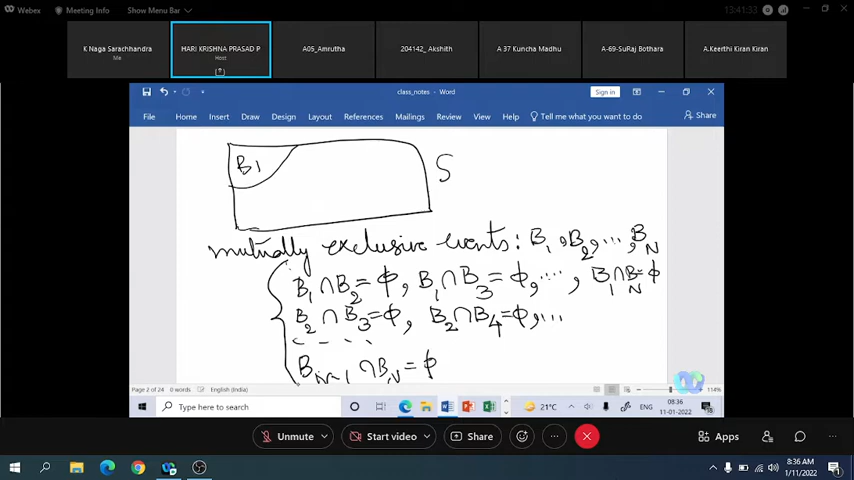 Webex Meeting Info Show Menu Bar 13:41:33
K Naga Sarachhandra
Me
HARI KRISHNA PRASAD P
Host
A05_Amrutha
204142_ Akshith
A 37 Kuncha Madhu
A-69-SuRaj Bothara
A.Keerthi Kiran Kiran
class_notes - Word Sign in
File Home Insert Draw Design Layout References Mailings Review View Help Tell me what you want to do Share
B1 S
mutually exclusive events: B1, B2, ..., BN
B1 ∩ B2 = ϕ, B1 ∩ B3 = ϕ, ..., B1 ∩ BN = ϕ
B2 ∩ B3 = ϕ, B2 ∩ B4 = ϕ, ...
BN-1 ∩ BN = ϕ
Page 2 of 24 0 words English (India) 114%
Type here to search 21°C ENG 08:36
11-01-2022
Unmute Start video Share Apps
8:36 AM
1/11/2022